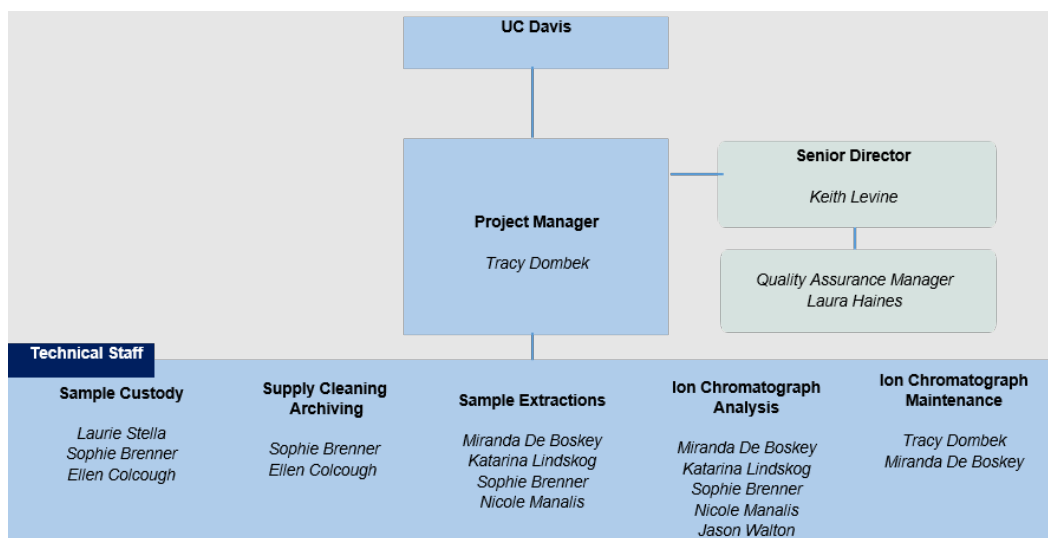 UC Davis
Project Manager
Tracy Dombek
Senior Director
Keith Levine
Quality Assurance Manager
Laura Haines
Technical Staff
Sample Custody
Laurie Stella
Sophie Brenner
Ellen Colcough
Supply Cleaning
Archiving
Sophie Brenner
Ellen Colcough
Sample Extractions
Miranda De Boskey
Katarina Lindskog
Sophie Brenner
Nicole Manalis
Ion Chromatograph
Analysis
Miranda De Boskey
Katarina Lindskog
Sophie Brenner
Nicole Manalis
Jason Walton
Ion Chromatograph
Maintenance
Tracy Dombek
Miranda De Boskey